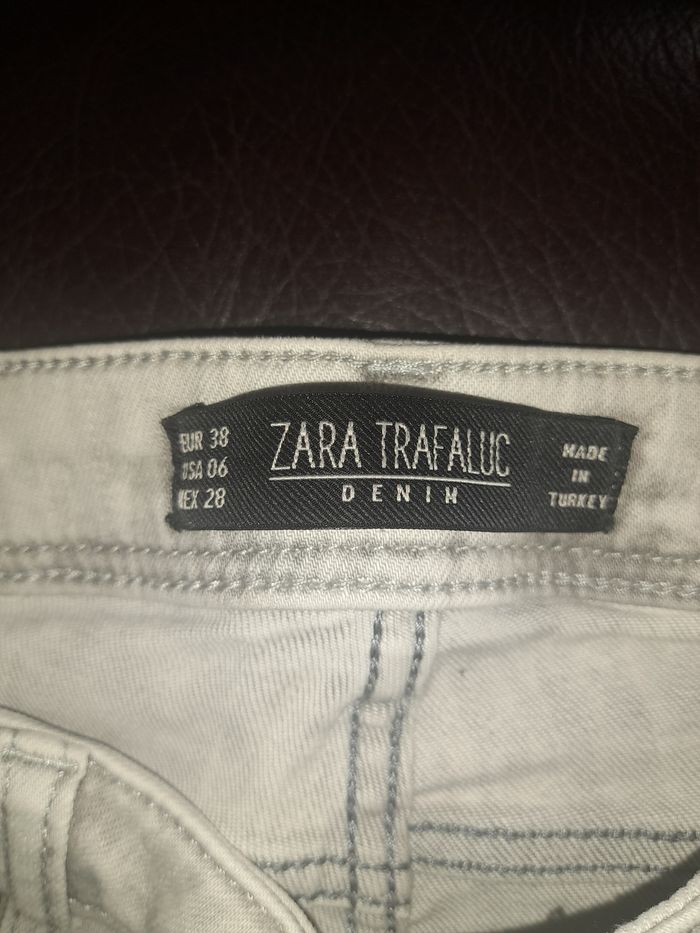 EUR 38
USA 06
MEX 28
ZARA TRAFALUC
DENIM
MADE
IN
TURKEY